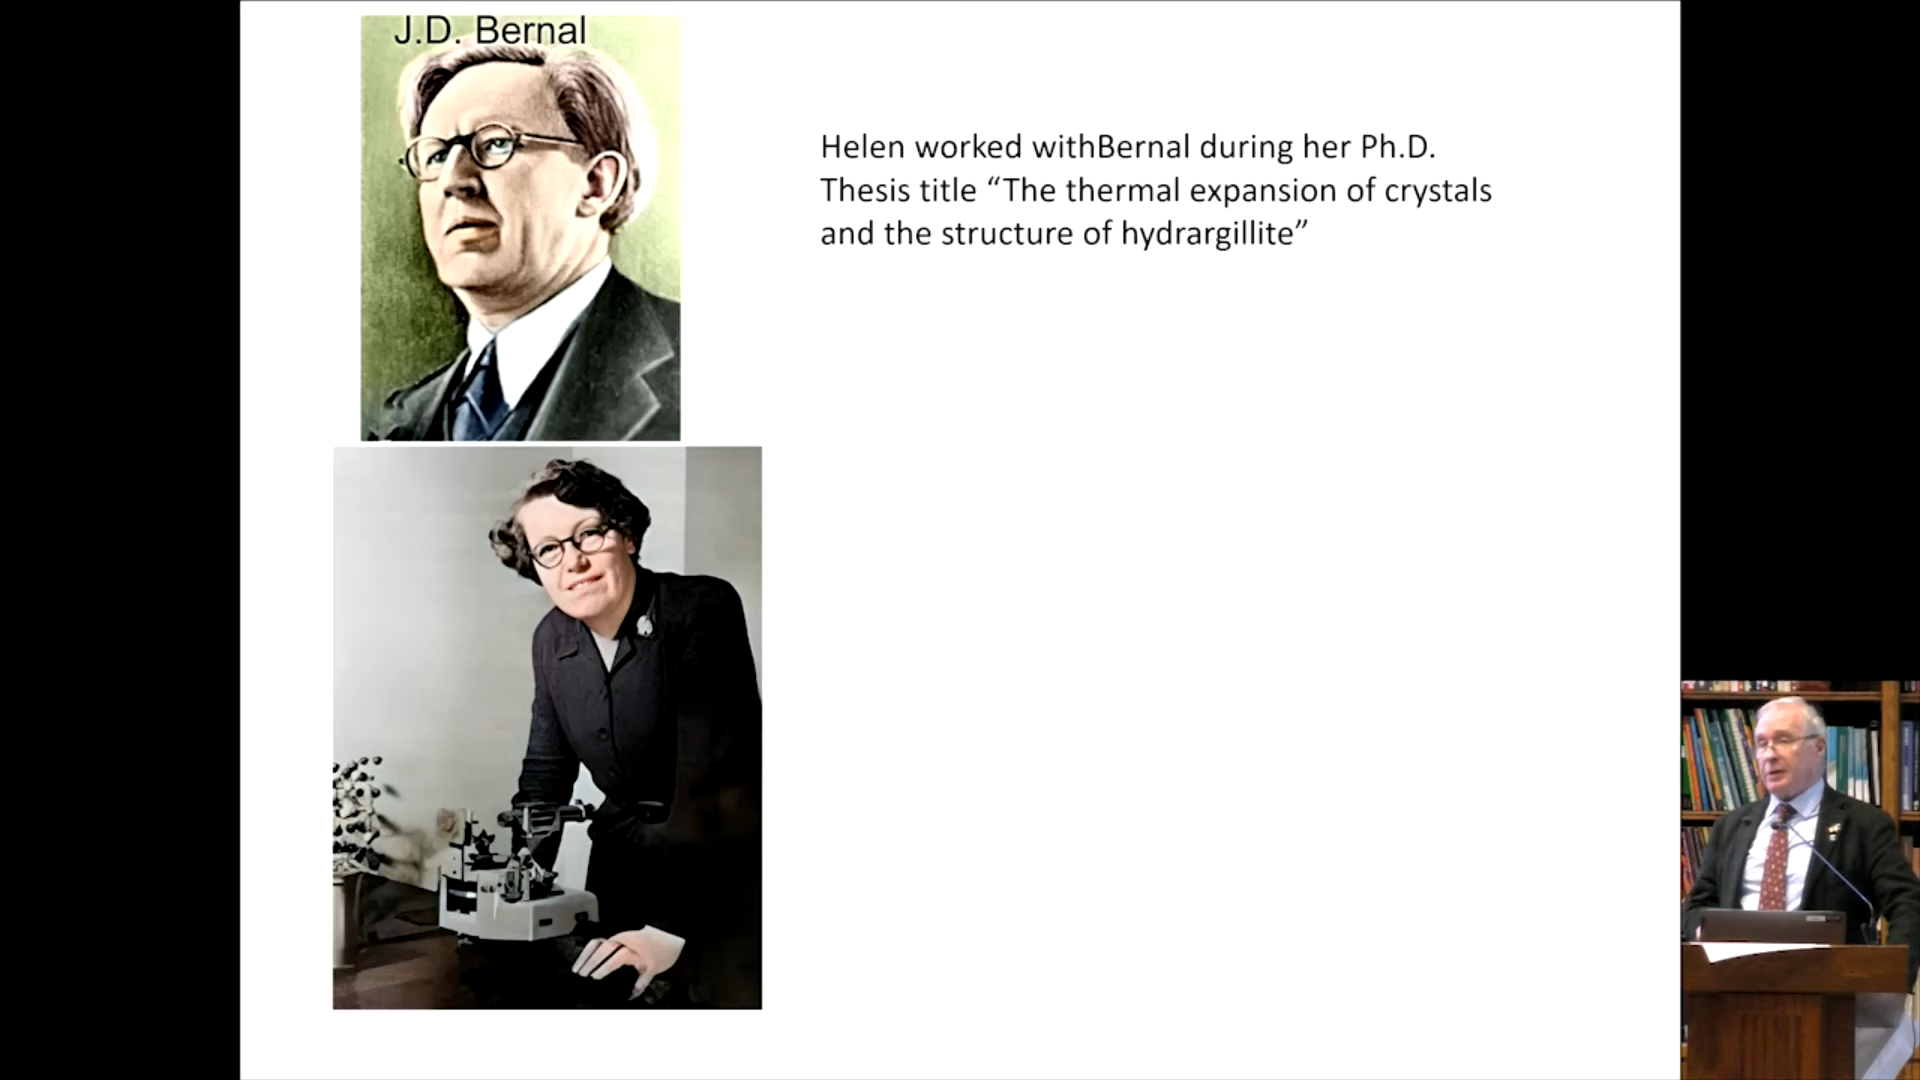 J.D. Bernal
Helen worked withBernal during her Ph.D.
Thesis title “The thermal expansion of crystals
and the structure of hydrargillite”